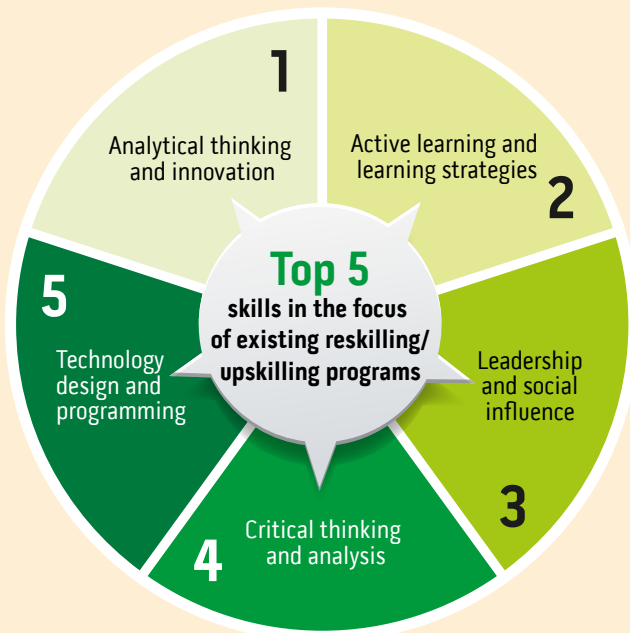 Top 5
skills in the focus
of existing reskilling/
upskilling programs
1
Analytical thinking
and innovation
Active learning and
learning strategies
2
Leadership
and social
influence
3
Critical thinking
and analysis
4
5
Technology
design and
programming